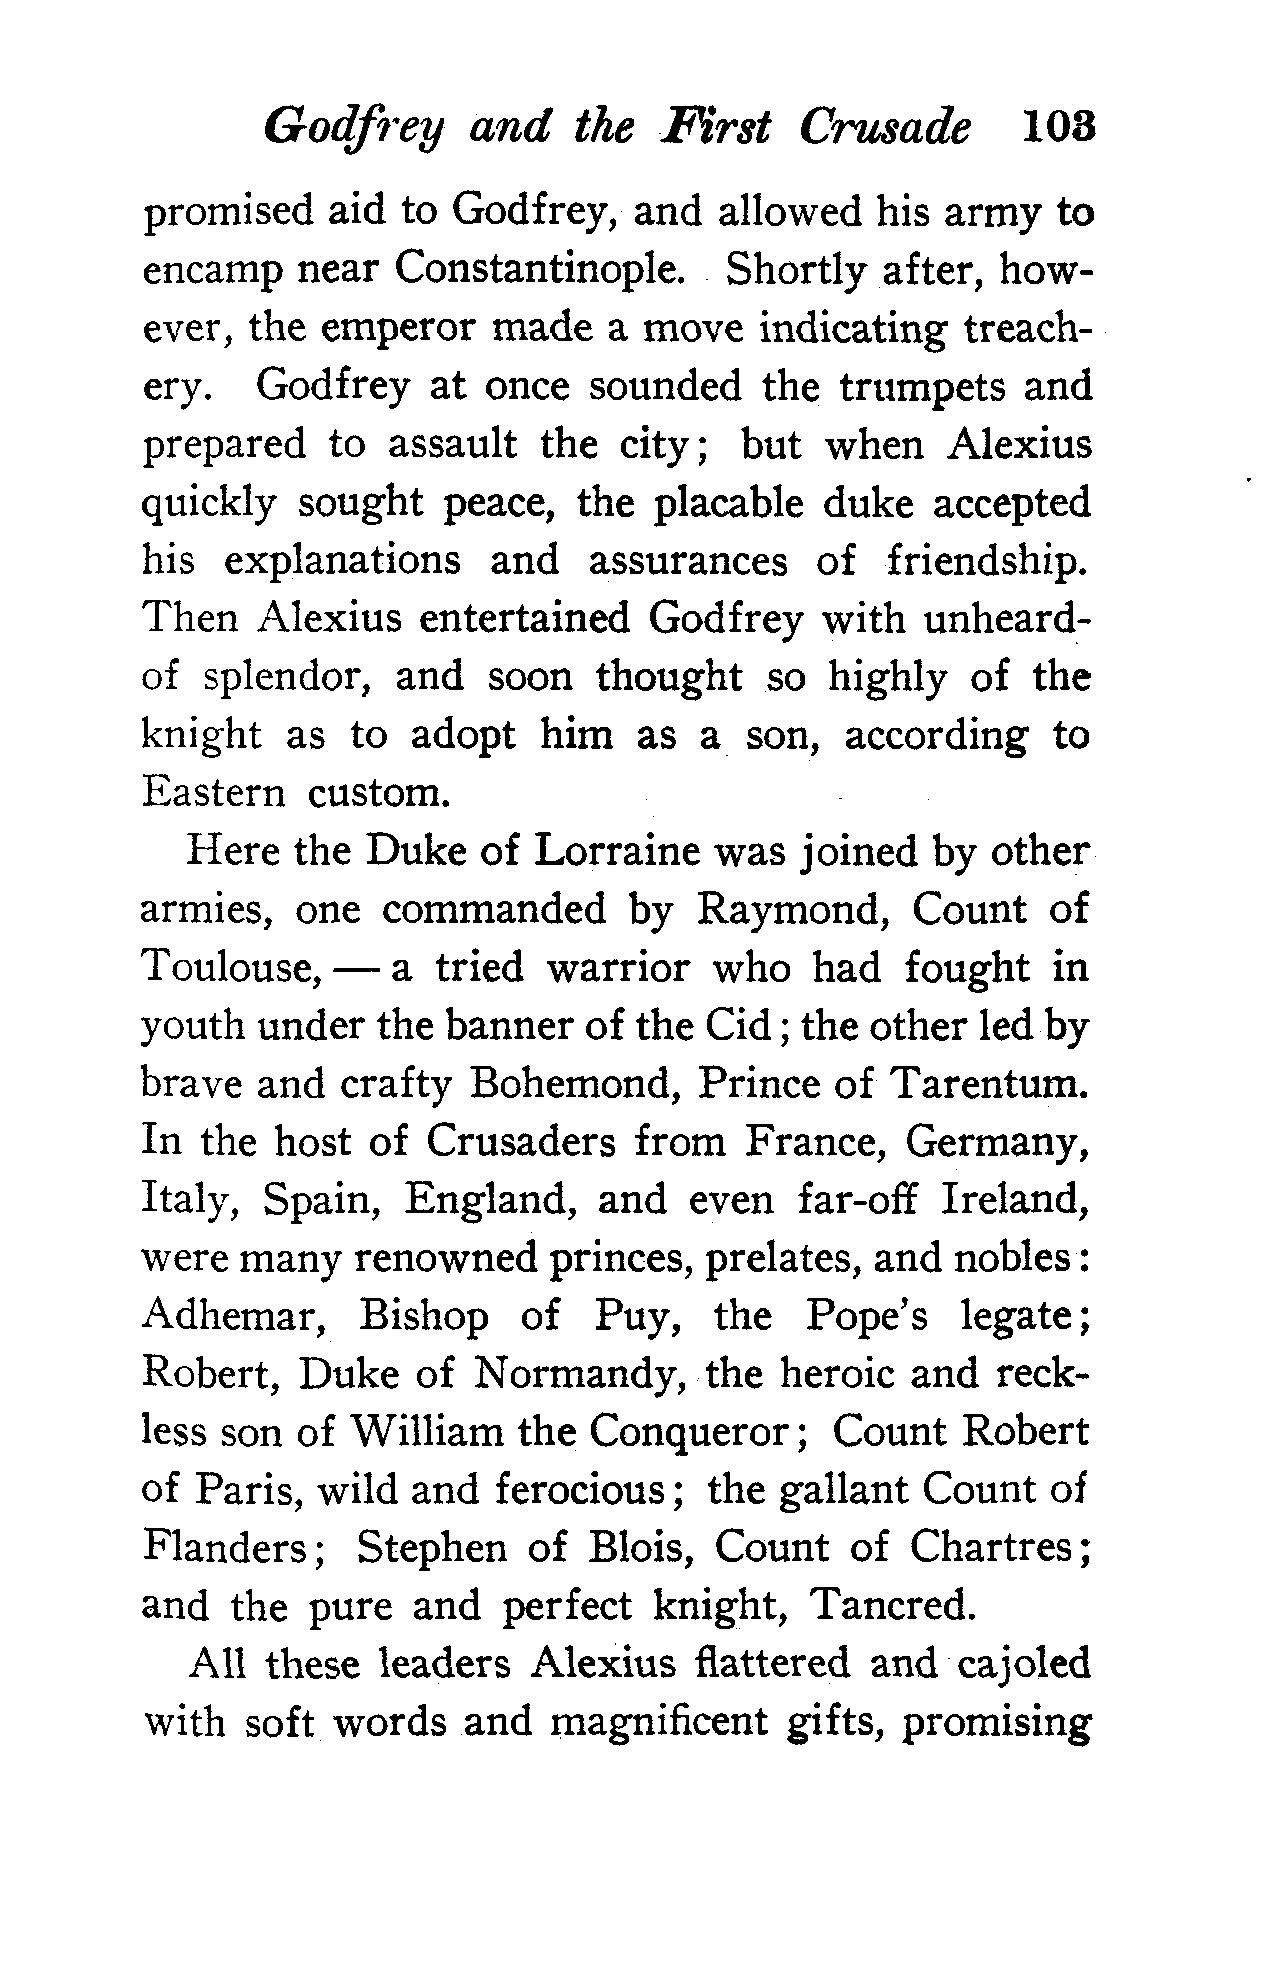 Godfrey and the First Crusade 103
promised aid to Godfrey, and allowed his army to
encamp near Constantinople. Shortly after, how-
ever, the emperor made a move indicating treach-
ery. Godfrey at once sounded the trumpets and
prepared to assault the city; but when Alexius
quickly sought peace, the placable duke accepted
his explanations and assurances of friendship.
Then Alexius entertained Godfrey with unheard-
of splendor, and soon thought so highly of the
knight as to adopt him as a son, according to
Eastern custom.
Here the Duke of Lorraine was joined by other
armies, one commanded by Raymond, Count of
Toulouse, — a tried warrior who had fought in
youth under the banner of the Cid; the other led by
brave and crafty Bohemond, Prince of Tarentum.
In the host of Crusaders from France, Germany,
Italy, Spain, England, and even far-off Ireland,
were many renowned princes, prelates, and nobles:
Adhemar, Bishop of Puy, the Pope's legate;
Robert, Duke of Normandy, the heroic and reck-
less son of William the Conqueror; Count Robert
of Paris, wild and ferocious; the gallant Count of
Flanders; Stephen of Blois, Count of Chartres;
and the pure and perfect knight, Tancred.
All these leaders Alexius flattered and cajoled
with soft words and magnificent gifts, promising